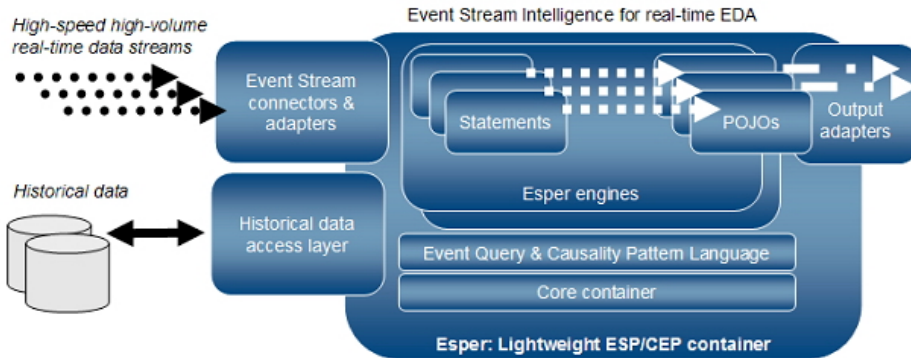 Event Stream Intelligence for real-time EDA
High-speed high-volume
real-time data streams
Event Stream
connectors &
adapters
Statements
POJOs
Output
adapters
Esper engines
Historical data
Historical data
access layer
Event Query & Causality Pattern Language
Core container
Esper: Lightweight ESP/CEP container